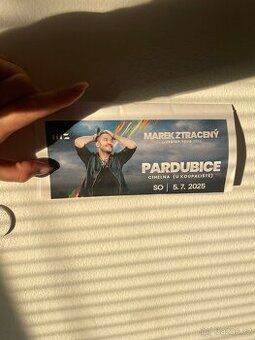 MAREK ZTRACENÝ
PARDUBICE
CIHELNA (U KOUPALIŠTĚ)
SO | 5. 7. 2025